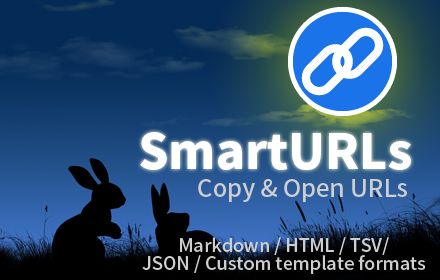 SmartURLs
Copy & Open URLs
Markdown / HTML / TSV/
JSON / Custom template formats